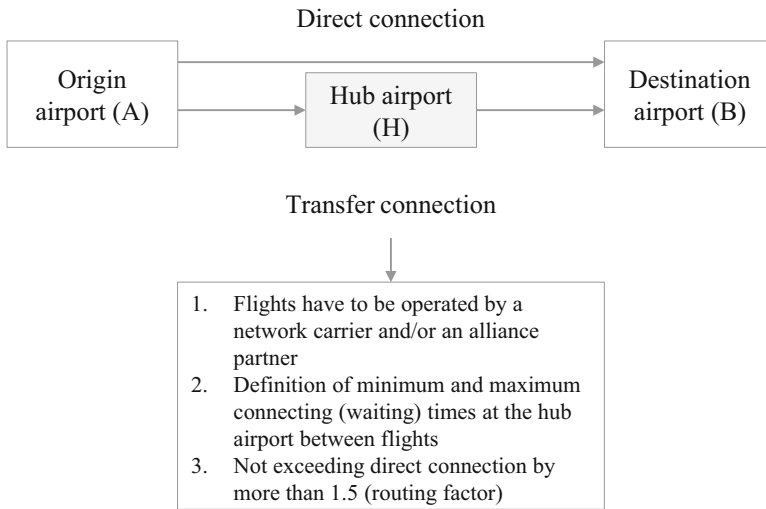 Direct connection
Origin
airport (A)
Hub airport
(H)
Destination
airport (B)
Transfer connection
1. Flights have to be operated by a
network carrier and/or an alliance
partner
2. Definition of minimum and maximum
connecting (waiting) times at the hub
airport between flights
3. Not exceeding direct connection by
more than 1.5 (routing factor)